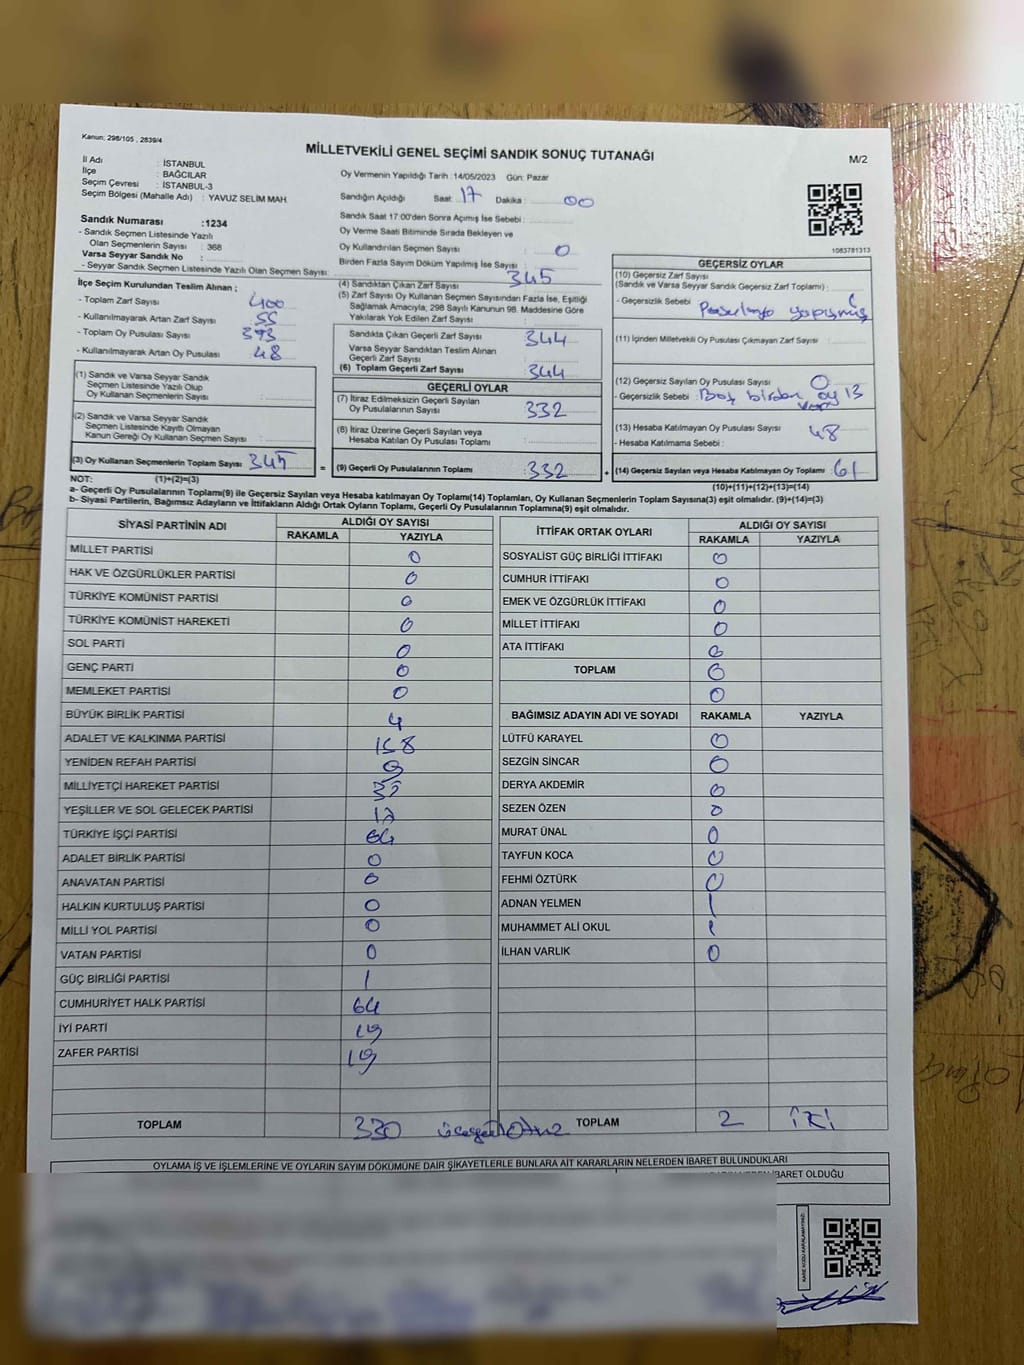 Kanun: 298/105 , 2839/4
MİLLETVEKİLİ GENEL SEÇİMİ SANDIK SONUÇ TUTANAĞI
M/2
İl Adı : İSTANBUL
İlçe : BAĞCILAR
Seçim Çevresi : İSTANBUL-3
Seçim Bölgesi (Mahalle Adı) : YAVUZ SELİM MAH.
Sandık Numarası :1234
- Sandık Seçmen Listesinde Yazılı
Olan Seçmenlerin Sayısı : 368
Varsa Seyyar Sandık No :
- Seyyar Sandık Seçmen Listesinde Yazılı Olan Seçmen Sayısı:
Oy Vermenin Yapıldığı Tarih :14/05/2023 Gün: Pazar
Sandığın Açıldığı Saat: 17 Dakika : 00
Sandık Saat 17:00'den Sonra Açımış İse Sebebi :
Oy Verme Saati Bitiminde Sırada Bekleyen ve
Oy Kullandırılan Seçmen Sayısı : 0
Birden Fazla Sayım Döküm Yapılmış İse Sayısı :
1083781313
İlçe Seçim Kurulundan Teslim Alınan ;
- Toplam Zarf Sayısı : 400
- Kullanılmayarak Artan Zarf Sayısı : 55
- Toplam Oy Pusulası Sayısı : 393
- Kullanılmayarak Artan Oy Pusulası : 48
(1) Sandık ve Varsa Seyyar Sandık
Seçmen Listesinde Yazılı Olup
Oy Kullanan Seçmenlerin Sayısı :
(2) Sandık ve Varsa Seyyar Sandık
Seçmen Listesinde Kayıtlı Olmayan
Kanun Gereği Oy Kullanan Seçmen Sayısı :
(3) Oy Kullanan Seçmenlerin Toplam Sayısı : 345
(4) Sandıktan Çıkan Zarf Sayısı : 345
(5) Zarf Sayısı Oy Kullanan Seçmen Sayısından Fazla İse, Eşitliği
Sağlamak Amacıyla, 298 Sayılı Kanunun 98. Maddesine Göre
Yakılarak Yok Edilen Zarf Sayısı :
Sandıkta Çıkan Geçerli Zarf Sayısı : 344
Varsa Seyyar Sandıktan Teslim Alınan
Geçerli Zarf Sayısı :
(6) Toplam Geçerli Zarf Sayısı : 344
GEÇERLİ OYLAR
(7) İtiraz Edilmeksizin Geçerli Sayılan
Oy Pusulalarının Sayısı : 332
(8) İtiraz Üzerine Geçerli Sayılan veya
Hesaba Katılan Oy Pusulası Toplamı :
= (9) Geçerli Oy Pusulalarının Toplamı : 332
GEÇERSİZ OYLAR
(10) Geçersiz Zarf Sayısı
(Sandık ve Varsa Seyyar Sandık Geçersiz Zarf Toplamı) :
- Geçersizlik Sebebi : yapışmış
(11) İçinden Milletvekili Oy Pusulası Çıkmayan Zarf Sayısı :
(12) Geçersiz Sayılan Oy Pusulası Sayısı : 0
- Geçersizlik Sebebi : Boş birden oy 13
(13) Hesaba Katılmayan Oy Pusulası Sayısı : 48
- Hesaba Katılmama Sebebi :
+ (14) Geçersiz Sayılan veya Hesaba Katılmayan Oy Toplamı : 61
NOT: (1)+(2)=(3)
(10)+(11)+(12)+(13)=(14)
a- Geçerli Oy Pusulalarının Toplamı(9) ile Geçersiz Sayılan veya Hesaba katılmayan Oy Toplamı(14) Toplamları, Oy Kullanan Seçmenlerin Toplam Sayısına(3) eşit olmalıdır. (9)+(14)=(3)
b- Siyasi Partilerin, Bağımsız Adayların ve İttifakların Aldığı Ortak Oyların Toplamı, Geçerli Oy Pusulalarının Toplamına(9) eşit olmalıdır.
SİYASİ PARTİNİN ADI ALDIĞI OY SAYISI
RAKAMLA YAZIYLA
MİLLET PARTİSİ 0
HAK VE ÖZGÜRLÜKLER PARTİSİ 0
TÜRKİYE KOMÜNİST PARTİSİ 0
TÜRKİYE KOMÜNİST HAREKETİ 0
SOL PARTİ 0
GENÇ PARTİ 0
MEMLEKET PARTİSİ 0
BÜYÜK BİRLİK PARTİSİ 4
ADALET VE KALKINMA PARTİSİ 158
YENİDEN REFAH PARTİSİ
MİLLİYETÇİ HAREKET PARTİSİ
YEŞİLLER VE SOL GELECEK PARTİSİ
TÜRKİYE İŞÇİ PARTİSİ
ADALET BİRLİK PARTİSİ 0
ANAVATAN PARTİSİ 0
HALKIN KURTULUŞ PARTİSİ 0
MİLLİ YOL PARTİSİ 0
VATAN PARTİSİ 0
GÜÇ BİRLİĞİ PARTİSİ 1
CUMHURİYET HALK PARTİSİ 64
İYİ PARTİ 19
ZAFER PARTİSİ 19
TOPLAM 330 üçyüzOtuz
İTTİFAK ORTAK OYLARI ALDIĞI OY SAYISI
RAKAMLA YAZIYLA
SOSYALİST GÜÇ BİRLİĞİ İTTİFAKI 0
CUMHUR İTTİFAKI 0
EMEK VE ÖZGÜRLÜK İTTİFAKI 0
MİLLET İTTİFAKI 0
ATA İTTİFAKI 0
TOPLAM 0
0
BAĞIMSIZ ADAYIN ADI VE SOYADI RAKAMLA YAZIYLA
LÜTFÜ KARAYEL 0
SEZGİN SİNCAR 0
DERYA AKDEMİR 0
SEZEN ÖZEN 0
MURAT ÜNAL 0
TAYFUN KOCA 0
FEHMİ ÖZTÜRK 0
ADNAN YELMEN 1
MUHAMMET ALİ OKUL 1
İLHAN VARLIK 0
TOPLAM 2 iKi
OYLAMA İŞ VE İŞLEMLERİNE VE OYLARIN SAYIM DÖKÜMÜNE DAİR ŞİKAYETLERLE BUNLARA AİT KARARLARIN NELERDEN İBARET BULUNDUKLARI
İBARET OLDUĞU
KARE KODU KARALAMAYINIZ!